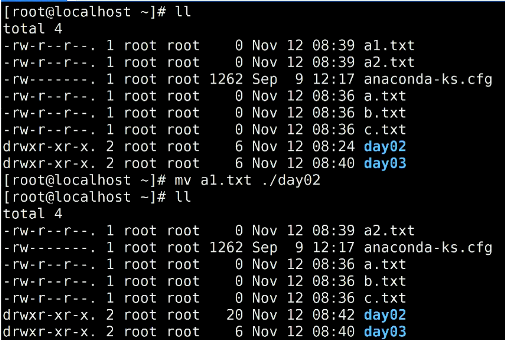 [root@localhost ~]# ll
total 4
-rw-r--r--. 1 root root    0 Nov 12 08:39 a1.txt
-rw-r--r--. 1 root root    0 Nov 12 08:39 a2.txt
-rw-------. 1 root root 1262 Sep  9 12:17 anaconda-ks.cfg
-rw-r--r--. 1 root root    0 Nov 12 08:36 a.txt
-rw-r--r--. 1 root root    0 Nov 12 08:36 b.txt
-rw-r--r--. 1 root root    0 Nov 12 08:36 c.txt
drwxr-xr-x. 2 root root    6 Nov 12 08:24 day02
drwxr-xr-x. 2 root root    6 Nov 12 08:40 day03
[root@localhost ~]# mv a1.txt ./day02
[root@localhost ~]# ll
total 4
-rw-r--r--. 1 root root    0 Nov 12 08:39 a2.txt
-rw-------. 1 root root 1262 Sep  9 12:17 anaconda-ks.cfg
-rw-r--r--. 1 root root    0 Nov 12 08:36 a.txt
-rw-r--r--. 1 root root    0 Nov 12 08:36 b.txt
-rw-r--r--. 1 root root    0 Nov 12 08:36 c.txt
drwxr-xr-x. 2 root root   20 Nov 12 08:42 day02
drwxr-xr-x. 2 root root    6 Nov 12 08:40 day03